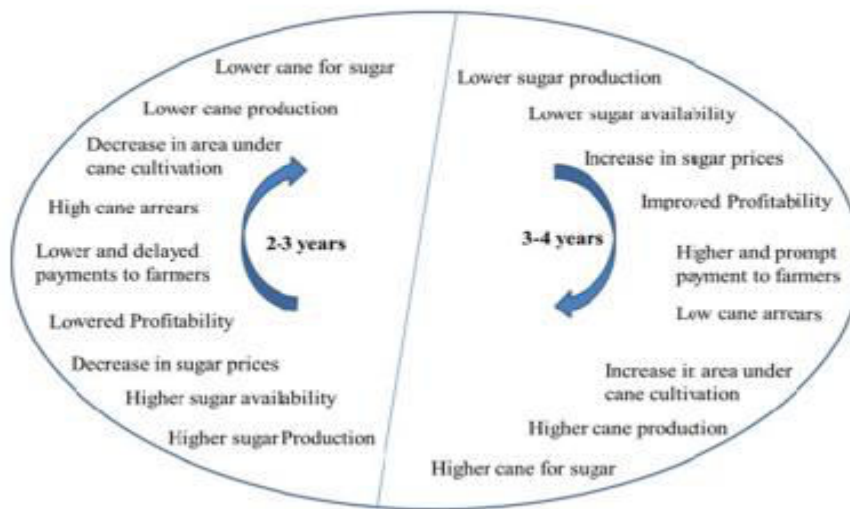 Lower cane for sugar
Lower cane production
Decrease in area under
cane cultivation
High cane arrears
Lower and delayed
payments to farmers
Lowered Profitability
Decrease in sugar prices
Higher sugar availability
Higher sugar Production
2-3 years
Lower sugar production
Lower sugar availability
Increase in sugar prices
Improved Profitability
Higher and prompt
payment to farmers
Low cane arrears
Increase in area under
cane cultivation
Higher cane production
Higher cane for sugar
3-4 years